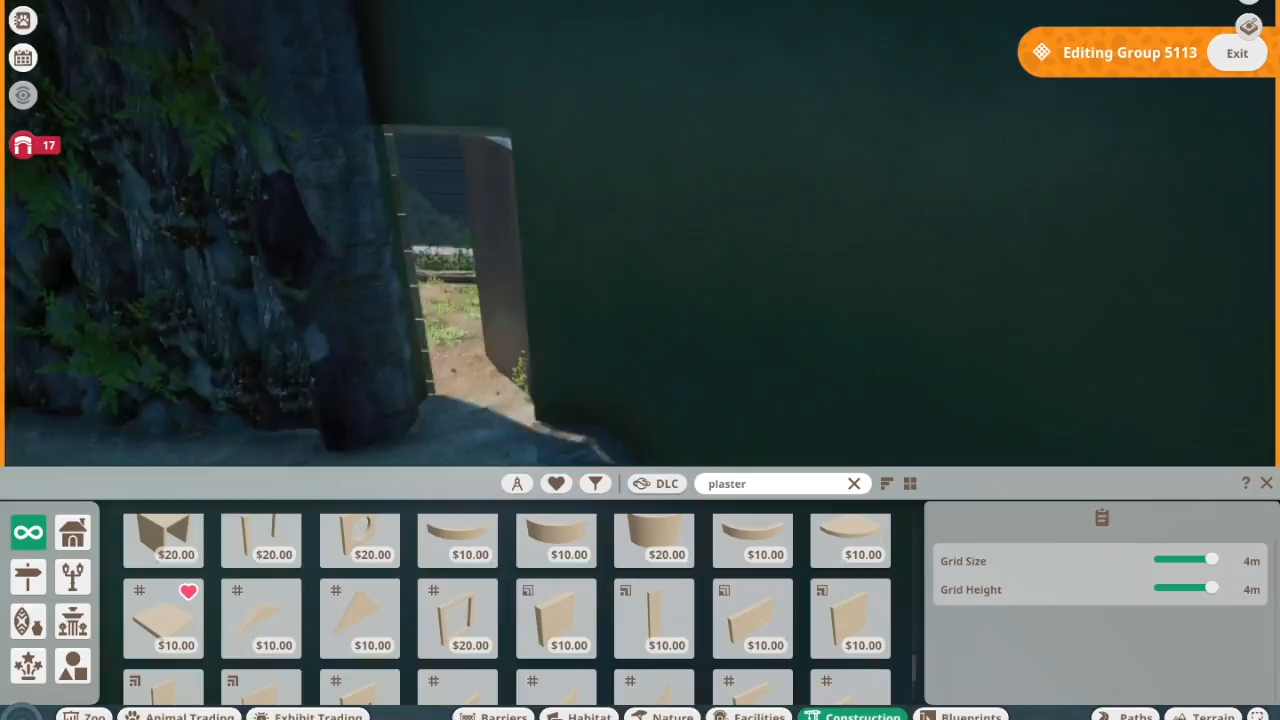 Editing Group 5113
Exit
17
DLC
plaster
?
$20.00 $20.00 $20.00 $10.00 $10.00 $20.00 $10.00 $10.00
Grid Size 4m
Grid Height 4m
$10.00 $10.00 $10.00 $20.00 $10.00 $10.00 $10.00 $10.00
Zoo Animal Trading Exhibit Trading Barriers Habitat Nature Facilities Construction Blueprints Paths Terrain